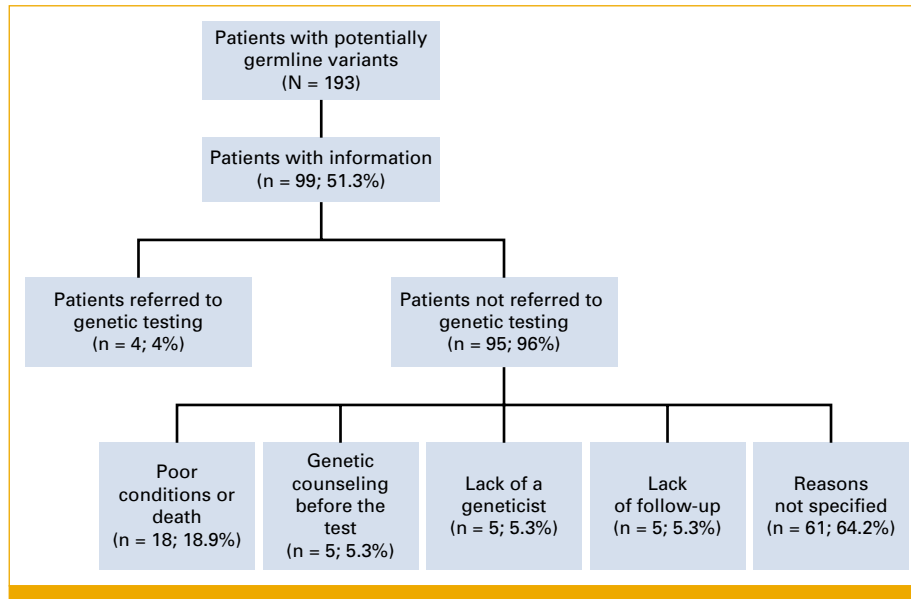 Patients with potentially
germline variants
(N = 193)
Patients with information
(n = 99; 51.3%)
Patients referred to
genetic testing
(n = 4; 4%)
Patients not referred to
genetic testing
(n = 95; 96%)
Poor
conditions or
death
(n = 18; 18.9%)
Genetic
counseling
before the
test
(n = 5; 5.3%)
Lack of a
geneticist
(n = 5; 5.3%)
Lack
of follow-up
(n = 5; 5.3%)
Reasons
not specified
(n = 61; 64.2%)